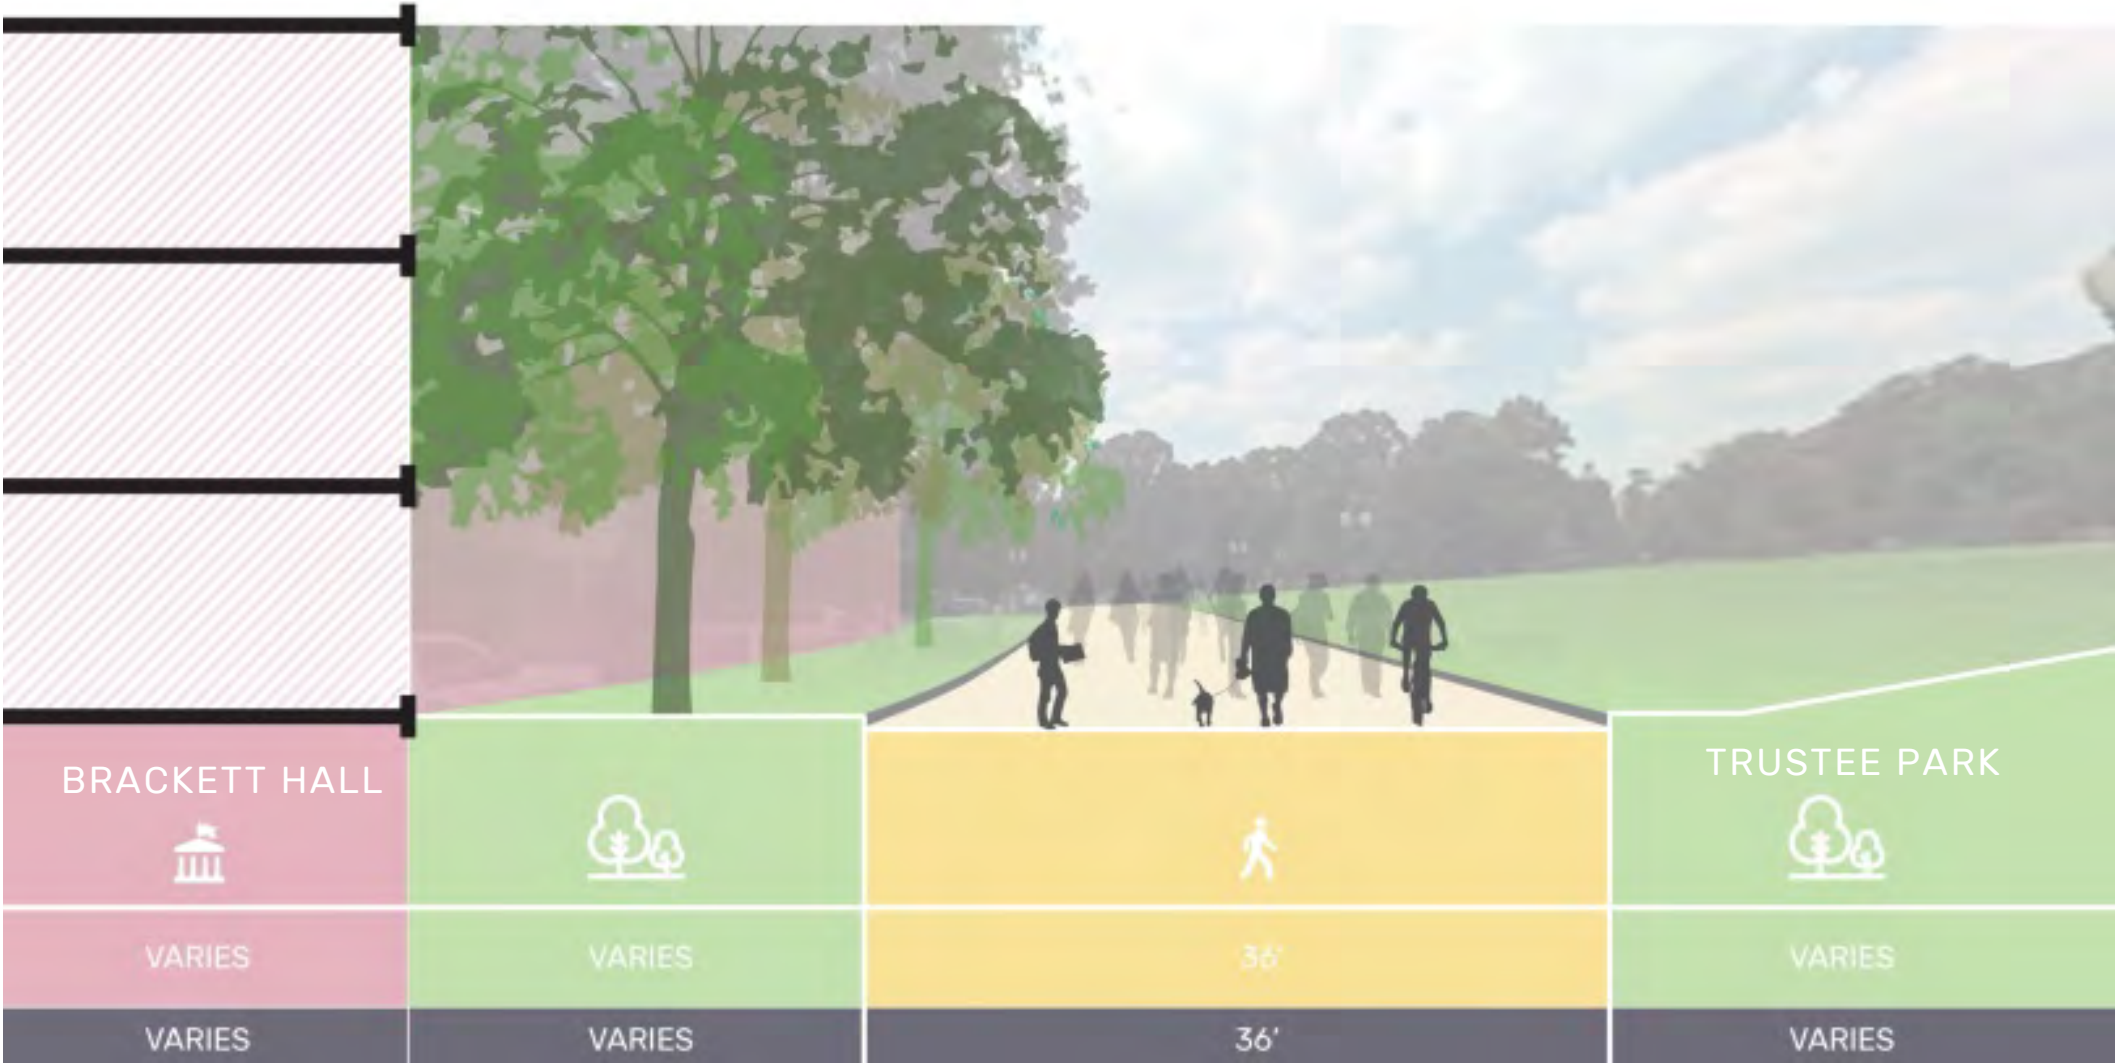 BRACKETT HALL
TRUSTEE PARK
VARIES VARIES 36' VARIES
VARIES VARIES 36' VARIES